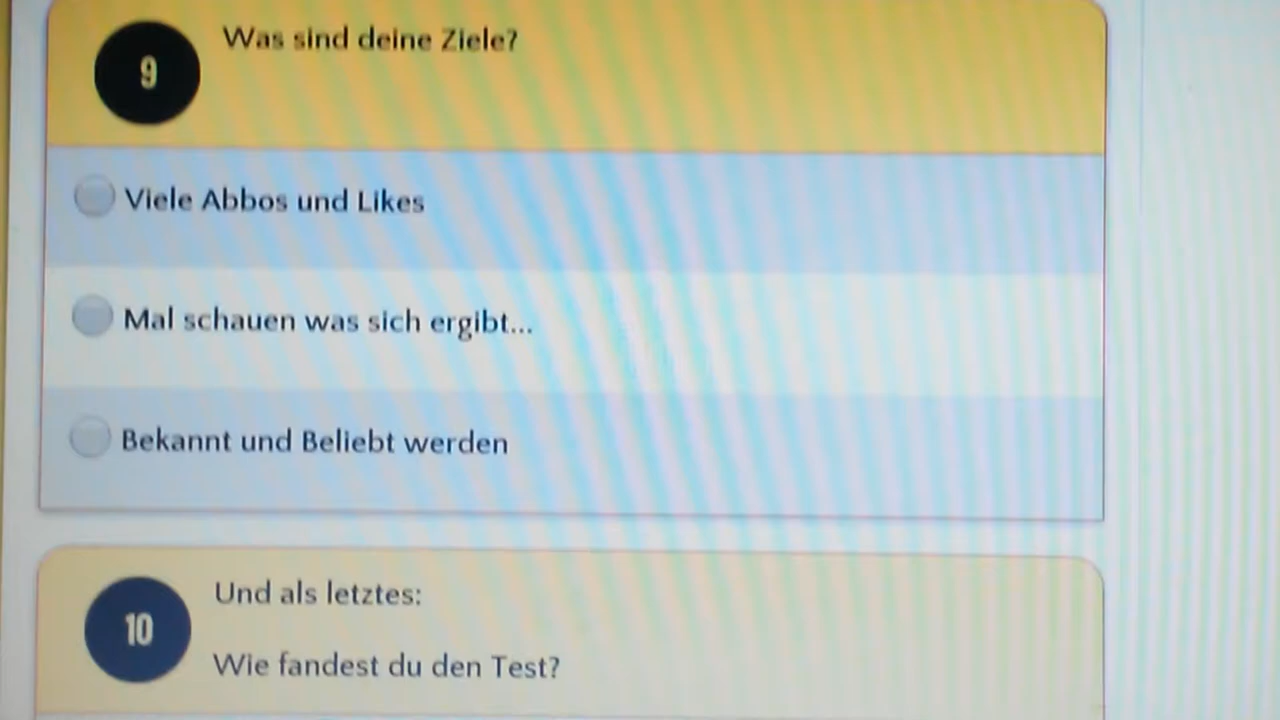 9
Was sind deine Ziele?
Viele Abbos und Likes
Mal schauen was sich ergibt...
Bekannt und Beliebt werden
10
Und als letztes:
Wie fandest du den Test?